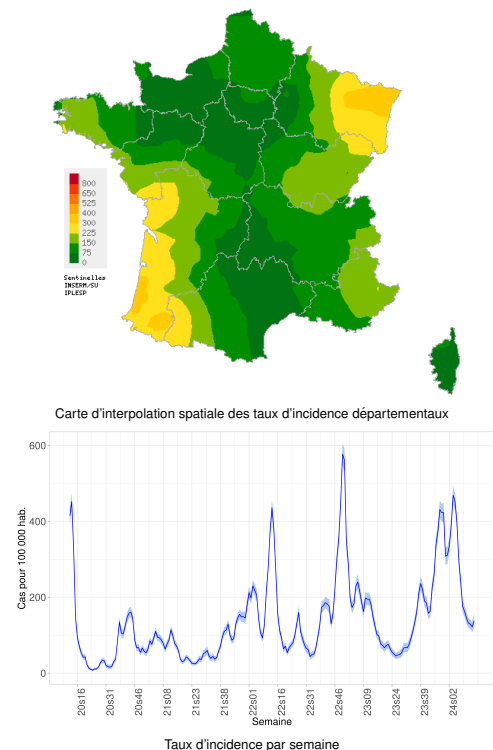 800
650
525
400
300
225
150
75
0
Sentinelles
INSERM/SU
IPLESP
Carte d'interpolation spatiale des taux d'incidence départementaux
600
400
200
0
Cas pour 100 000 hab.
20s16
20s31
20s46
21s08
21s23
21s38
22s01
22s16
22s31
22s46
23s09
23s24
23s39
24s02
Semaine
Taux d'incidence par semaine